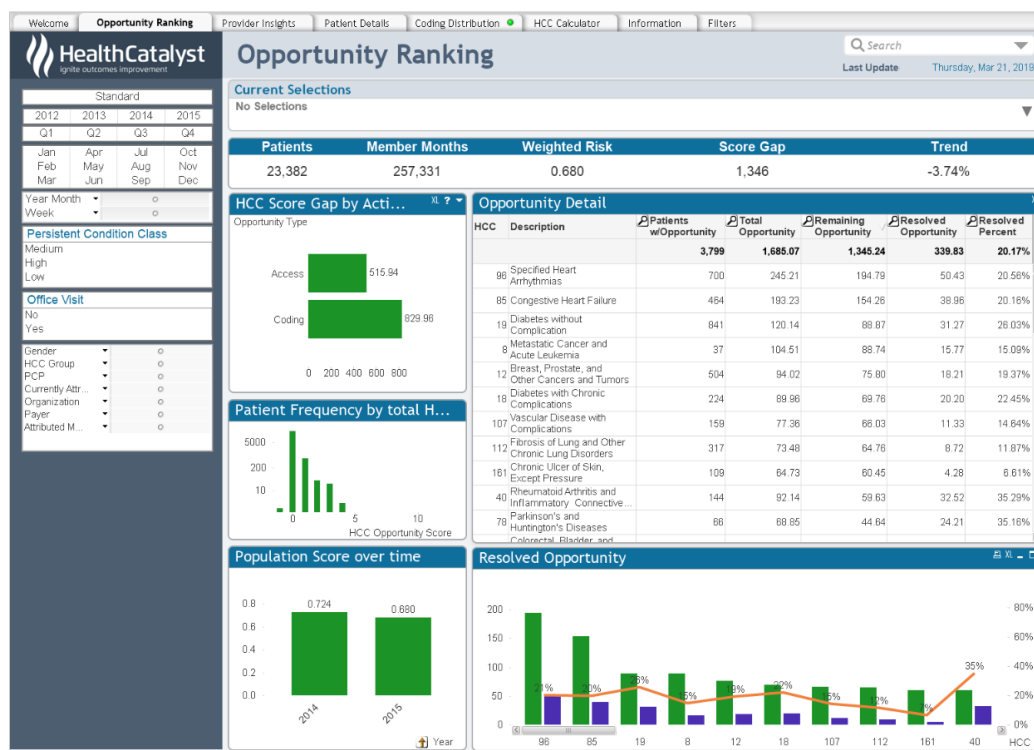 Welcome Opportunity Ranking Provider Insights Patient Details Coding Distribution HCC Calculator Information Filters
HealthCatalyst
ignite outcomes improvement
Opportunity Ranking
Search
Last Update Thursday, Mar 21, 2019
Standard
2012 2013 2014 2015
Q1 Q2 Q3 Q4
Jan Apr Jul Oct
Feb May Aug Nov
Mar Jun Sep Dec
Year Month
Week
Persistent Condition Class
Medium
High
Low
Office Visit
No
Yes
Gender
HCC Group
PCP
Currently Attr...
Organization
Payer
Attributed M...
Current Selections
No Selections
Patients Member Months Weighted Risk Score Gap Trend
23,382 257,331 0.680 1,346 -3.74%
HCC Score Gap by Acti... XL ?
Opportunity Type
Access 515.94
Coding 829.96
0 200 400 600 800
Patient Frequency by total H...
5000
200
10
0 5 10
HCC Opportunity Score
Population Score over time
0.8
0.6
0.4
0.2
0.0
0.724 0.680
2014 2015
Year
Opportunity Detail
HCC Description Patients w/Opportunity Total Opportunity Remaining Opportunity Resolved Opportunity Resolved Percent
3,799 1,685.07 1,345.24 339.83 20.17%
96 Specified Heart Arrhythmias 700 245.21 194.79 50.43 20.56%
85 Congestive Heart Failure 464 193.23 154.26 38.96 20.16%
19 Diabetes without Complication 841 120.14 88.87 31.27 26.03%
8 Metastatic Cancer and Acute Leukemia 37 104.51 88.74 15.77 15.09%
12 Breast, Prostate, and Other Cancers and Tumors 504 94.02 75.80 18.21 19.37%
18 Diabetes with Chronic Complications 224 89.96 69.76 20.20 22.45%
107 Vascular Disease with Complications 159 77.36 66.03 11.33 14.64%
112 Fibrosis of Lung and Other Chronic Lung Disorders 317 73.48 64.76 8.72 11.87%
161 Chronic Ulcer of Skin, Except Pressure 109 64.73 60.45 4.28 6.61%
40 Rheumatoid Arthritis and Inflammatory Connective... 144 92.14 59.63 32.52 35.29%
78 Parkinson's and Huntington's Diseases 66 68.85 44.64 24.21 35.16%
Colorectal, Bladder, and
Resolved Opportunity XL
200
150
100
50
0
80%
60%
40%
20%
0%
21% 20% 26% 15% 19% 22% 15% 12% 7% 35%
96 85 19 8 12 18 107 112 161 40 HCC